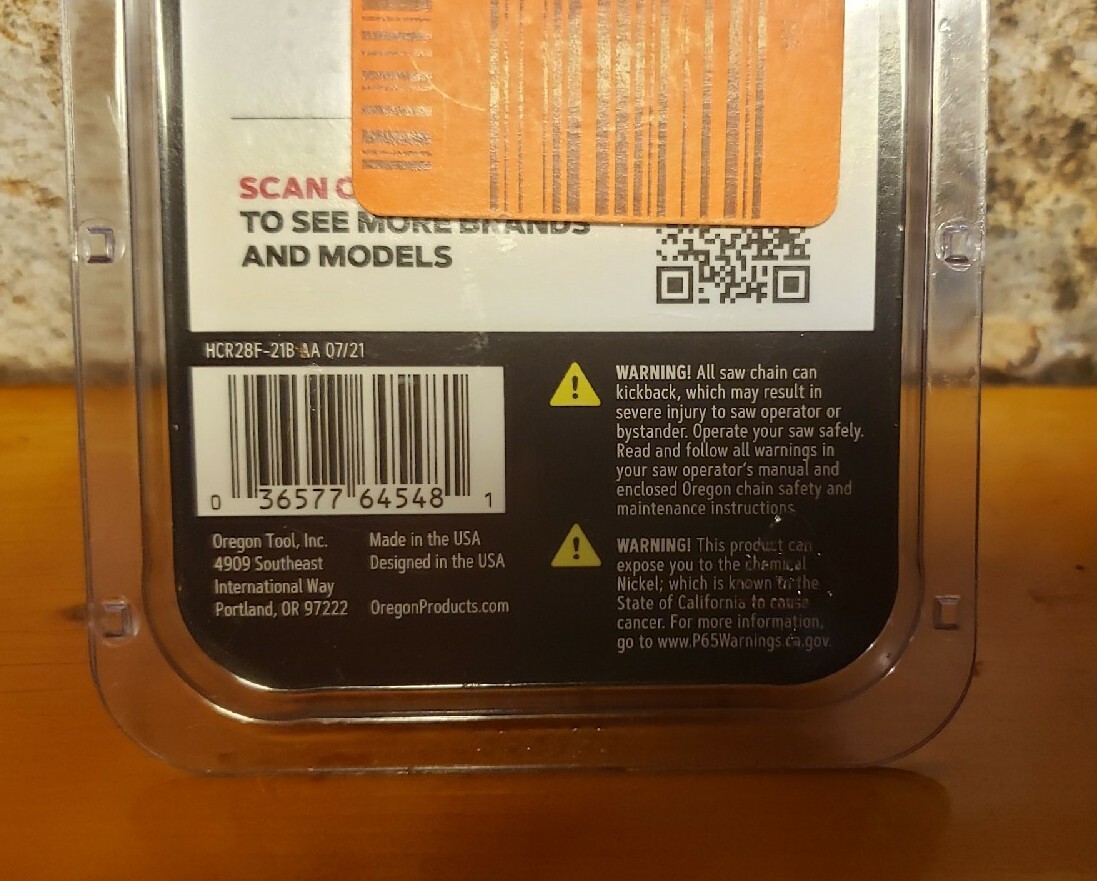 SCAN
TO SEE MORE BRANDS
AND MODELS
HCR28F-21B AA 07/21
0 36577 64548 1
Oregon Tool, Inc.
4909 Southeast
International Way
Portland, OR 97222
Made in the USA
Designed in the USA
OregonProducts.com
WARNING! All saw chain can
kickback, which may result in
severe injury to saw operator or
bystander. Operate your saw safely.
Read and follow all warnings in
your saw operator's manual and
enclosed Oregon chain safety and
maintenance instructions.
WARNING! This product can
expose you to the chemical
Nickel; which is known to the
State of California to cause
cancer. For more information,
go to www.P65Warnings.ca.gov.